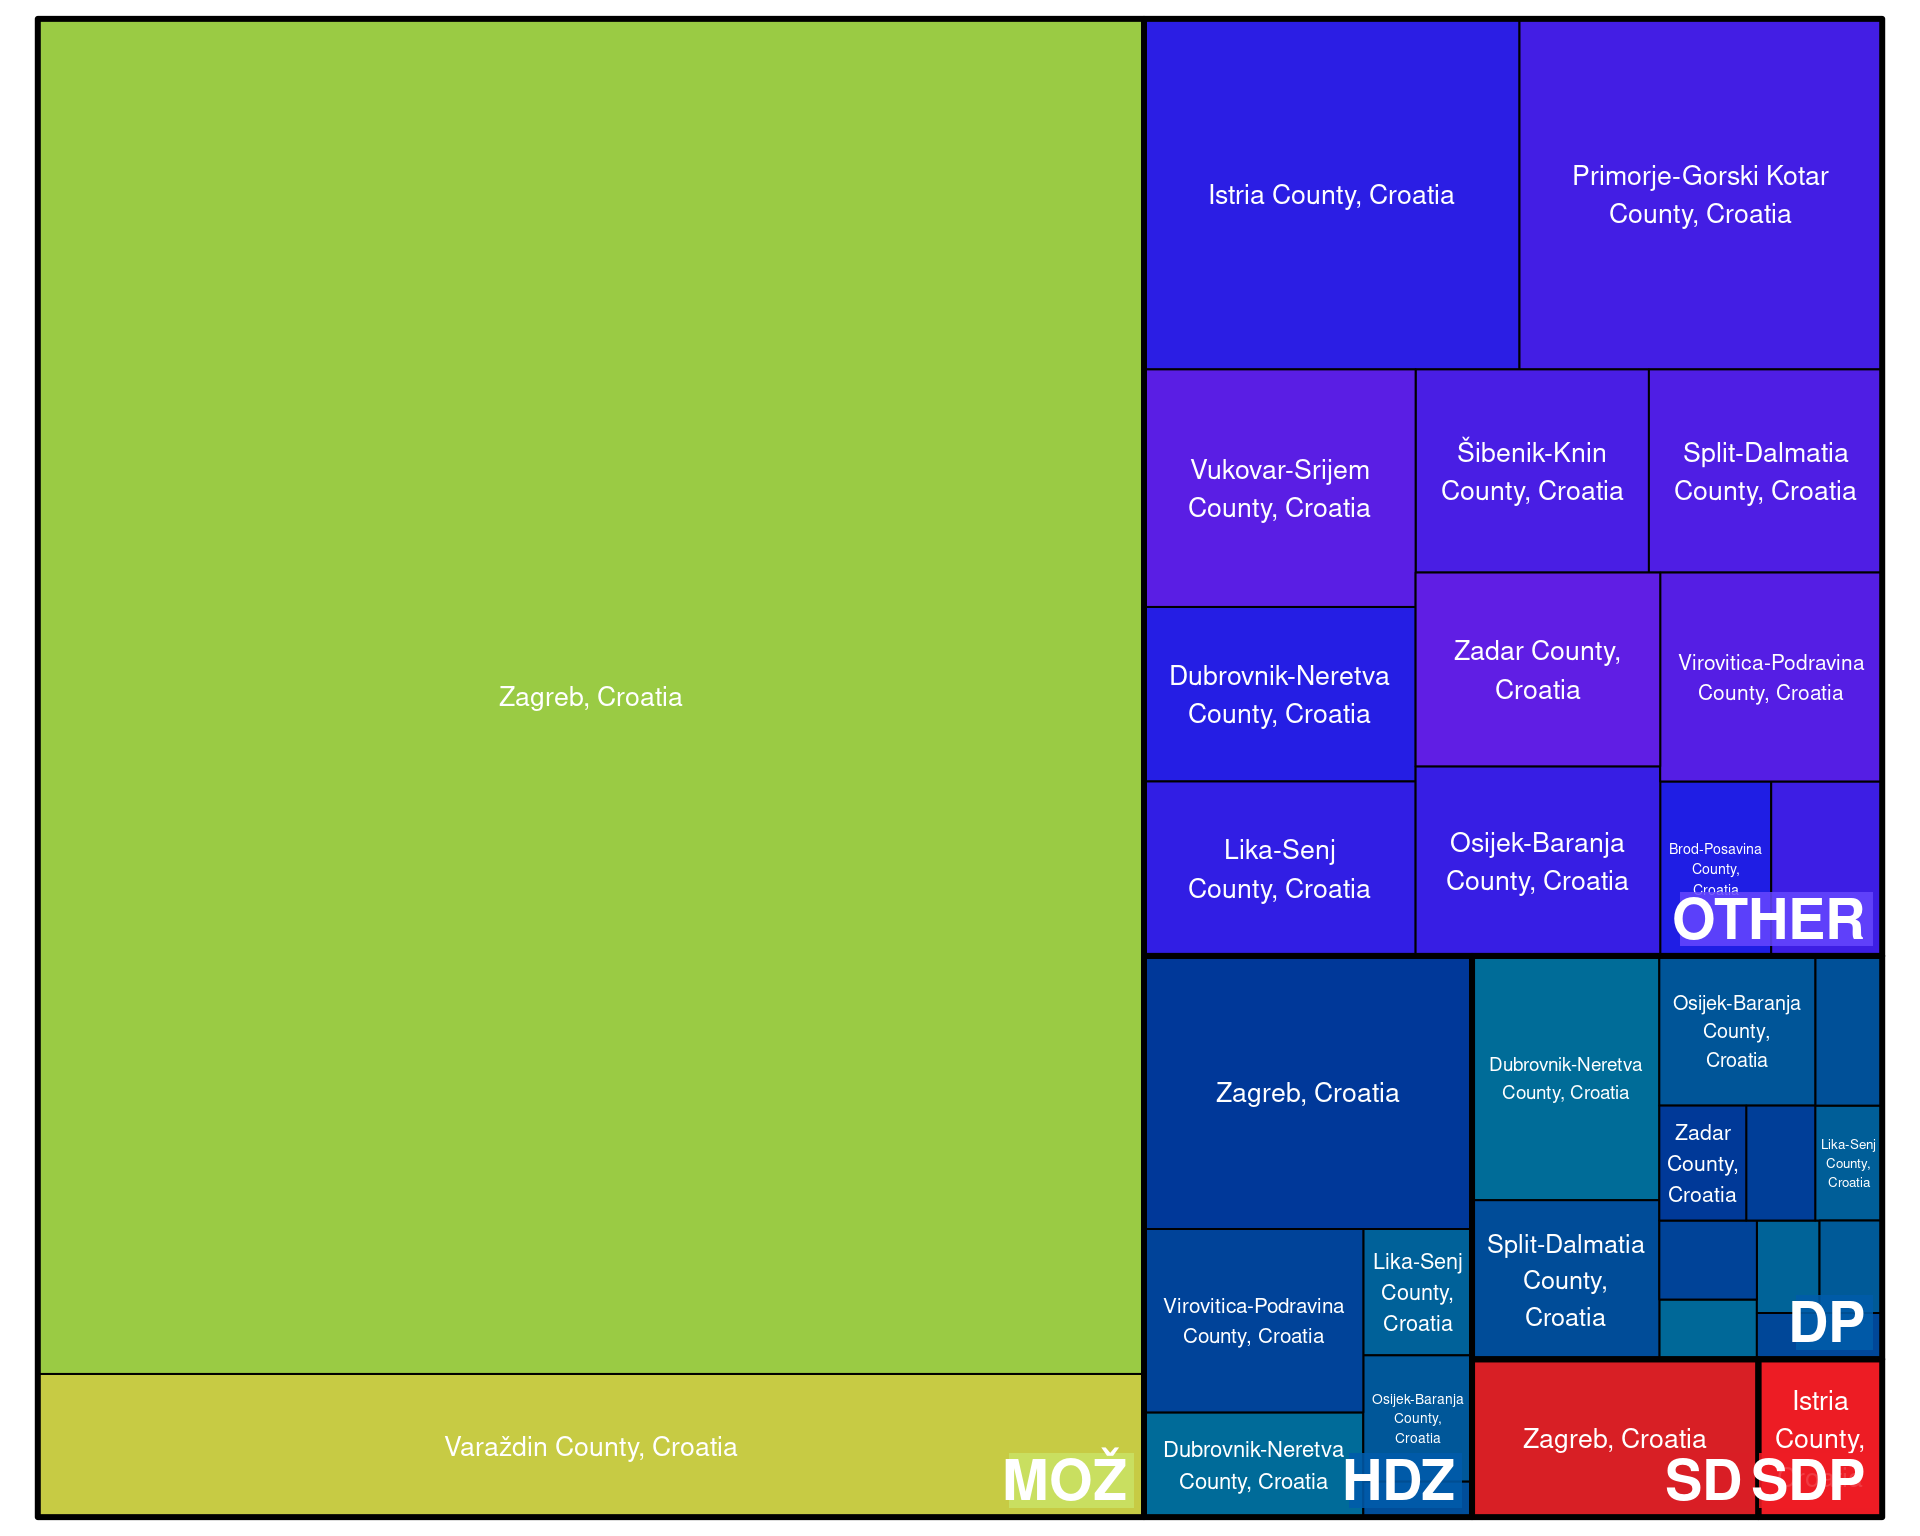 Zagreb, Croatia
Varaždin County, Croatia
MOŽ
Istria County, Croatia
Primorje-Gorski Kotar
County, Croatia
Vukovar-Srijem
County, Croatia
Šibenik-Knin
County, Croatia
Split-Dalmatia
County, Croatia
Dubrovnik-Neretva
County, Croatia
Zadar County,
Croatia
Virovitica-Podravina
County, Croatia
Lika-Senj
County, Croatia
Osijek-Baranja
County, Croatia
Brod-Posavina
County,
Croatia
OTHER
Zagreb, Croatia
Virovitica-Podravina
County, Croatia
Lika-Senj
County,
Croatia
Osijek-Baranja
County,
Croatia
Dubrovnik-Neretva
County, Croatia
HDZ
Dubrovnik-Neretva
County, Croatia
Osijek-Baranja
County,
Croatia
Zadar
County,
Croatia
Lika-Senj
County,
Croatia
Split-Dalmatia
County,
Croatia
DP
Zagreb, Croatia
SD
Istria
County,
SDP